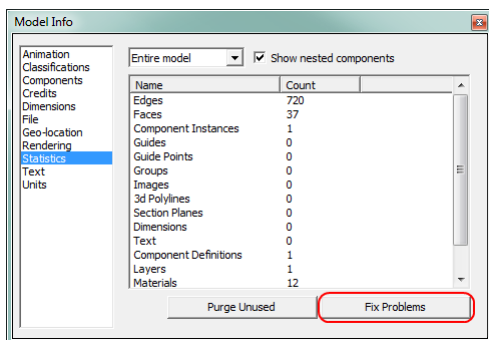 Model Info
Animation
Classifications
Components
Credits
Dimensions
File
Geo-location
Rendering
Statistics
Text
Units
Entire model
Show nested components
Name Count
Edges 720
Faces 37
Component Instances 1
Guides 0
Guide Points 0
Groups 0
Images 0
3d Polylines 0
Section Planes 0
Dimensions 0
Text 0
Component Definitions 1
Layers 1
Materials 12
Purge Unused Fix Problems